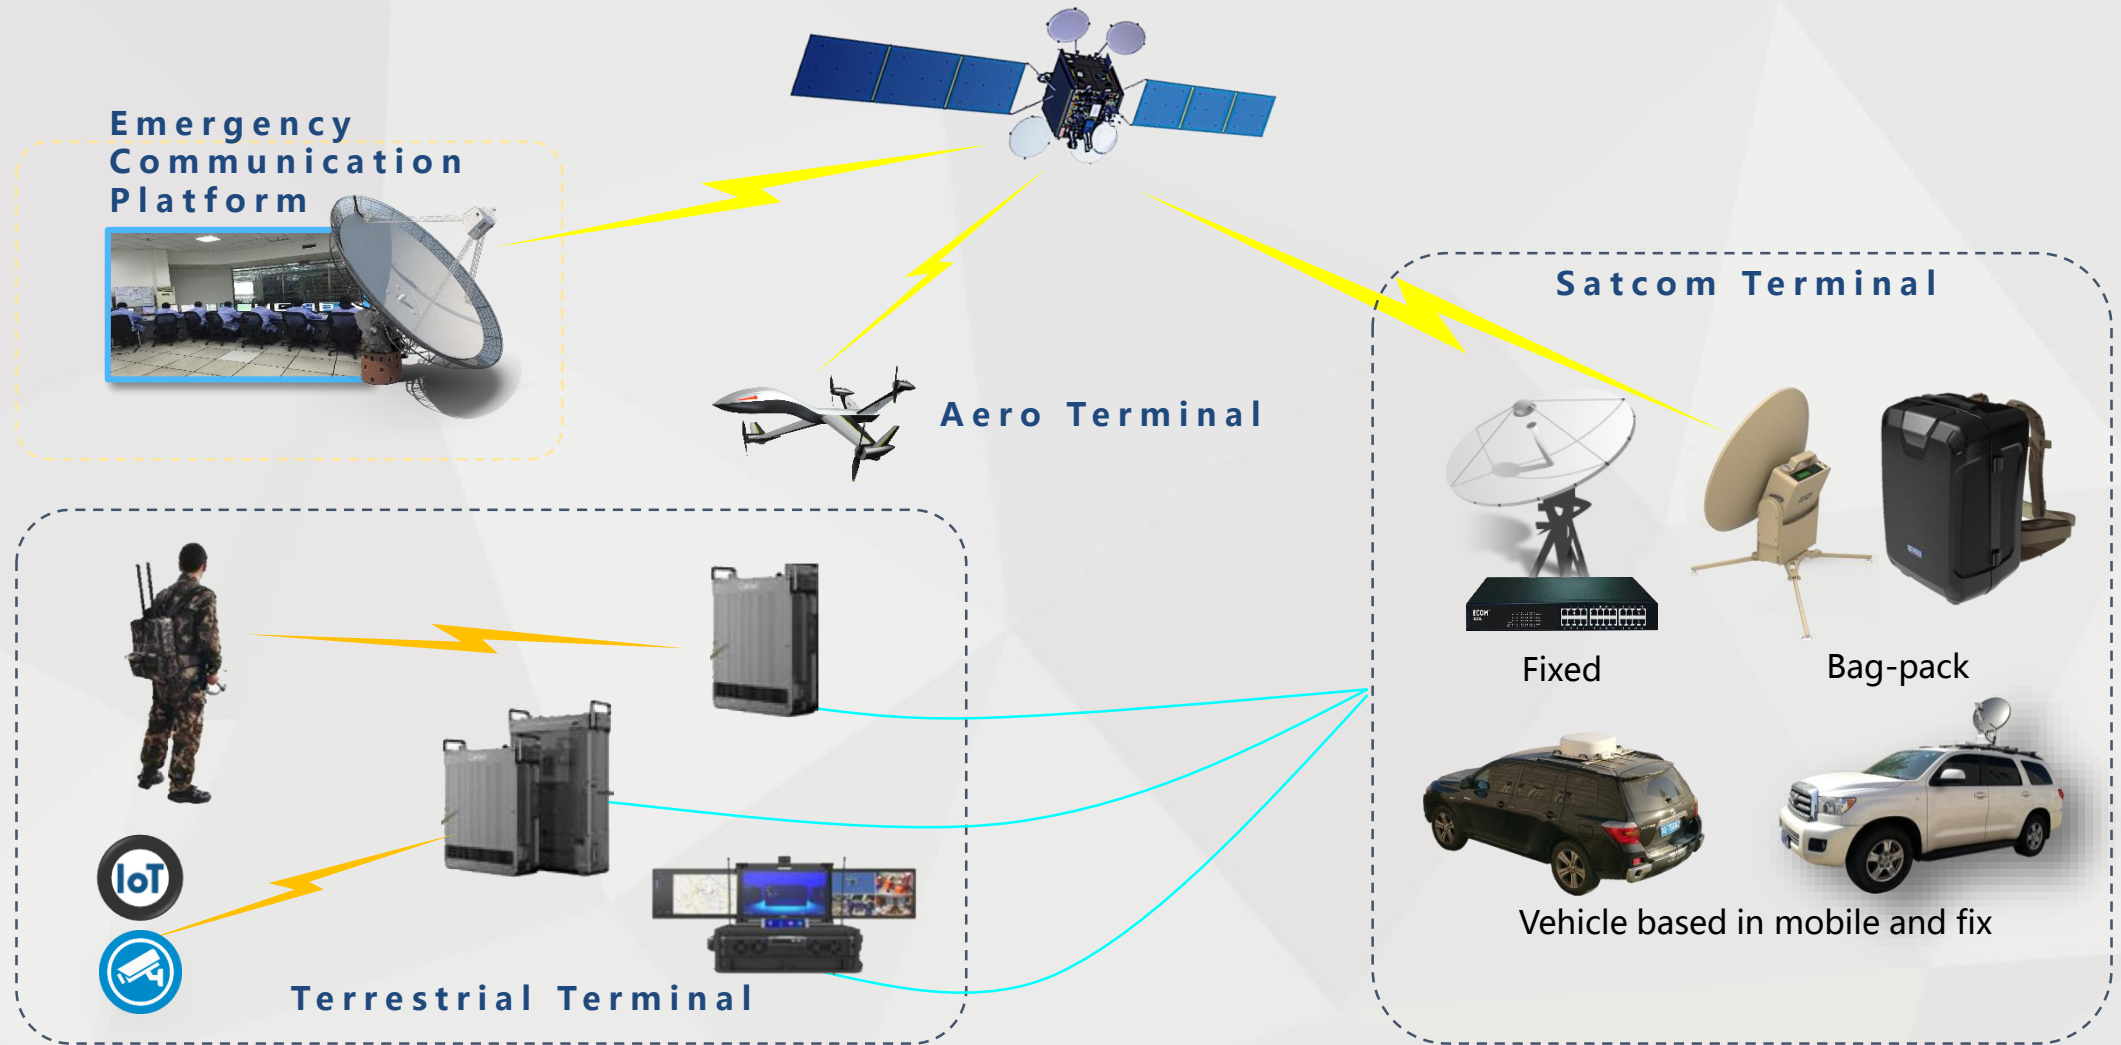 Emergency
Communication
Platform
Satcom Terminal
Aero Terminal
ECOM
Fixed
Bag-pack
IoT
Vehicle based in mobile and fix
Terrestrial Terminal